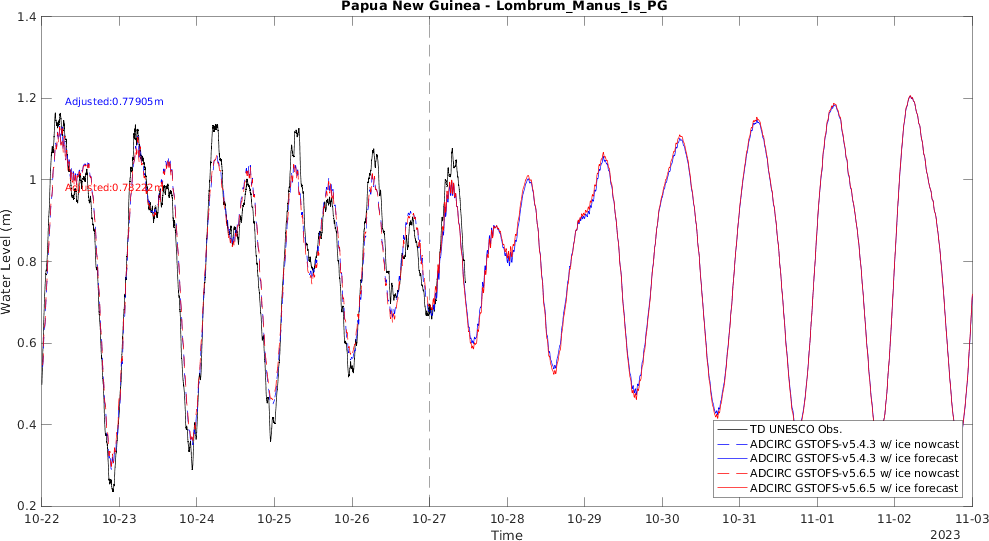 Papua New Guinea - Lombrum_Manus_Is_PG
1.4
1.2
1
0.8
0.6
0.4
0.2
Water Level (m)
Adjusted:0.77905m
Adjusted:0.73222m
TD UNESCO Obs.
ADCIRC GSTOFS-v5.4.3 w/ ice nowcast
ADCIRC GSTOFS-v5.4.3 w/ ice forecast
ADCIRC GSTOFS-v5.6.5 w/ ice nowcast
ADCIRC GSTOFS-v5.6.5 w/ ice forecast
10-22 10-23 10-24 10-25 10-26 10-27 10-28 10-29 10-30 10-31 11-01 11-02 11-03
Time
2023